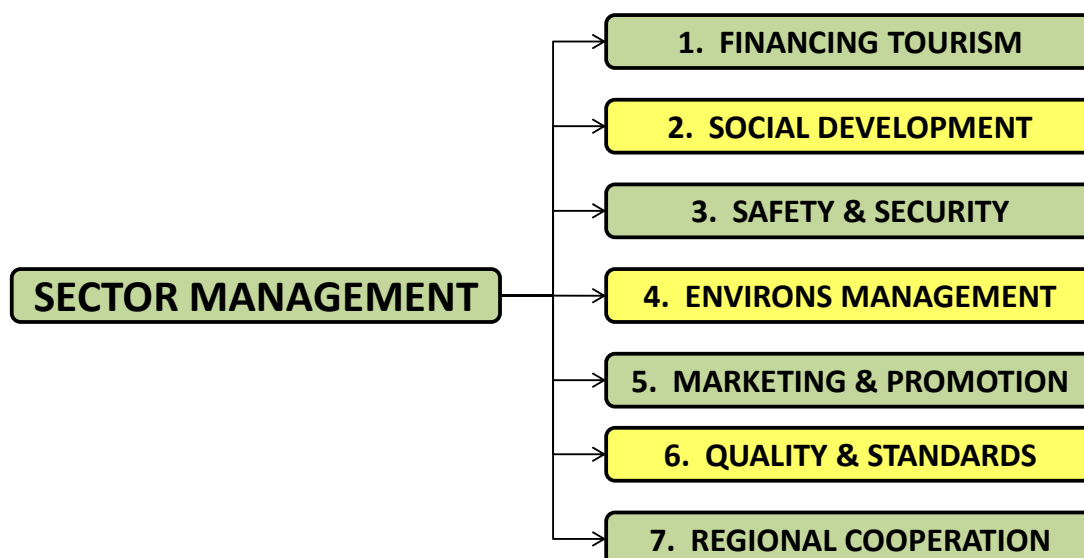 1. FINANCING TOURISM
2. SOCIAL DEVELOPMENT
3. SAFETY & SECURITY
SECTOR MANAGEMENT
4. ENVIRONS MANAGEMENT
5. MARKETING & PROMOTION
6. QUALITY & STANDARDS
7. REGIONAL COOPERATION